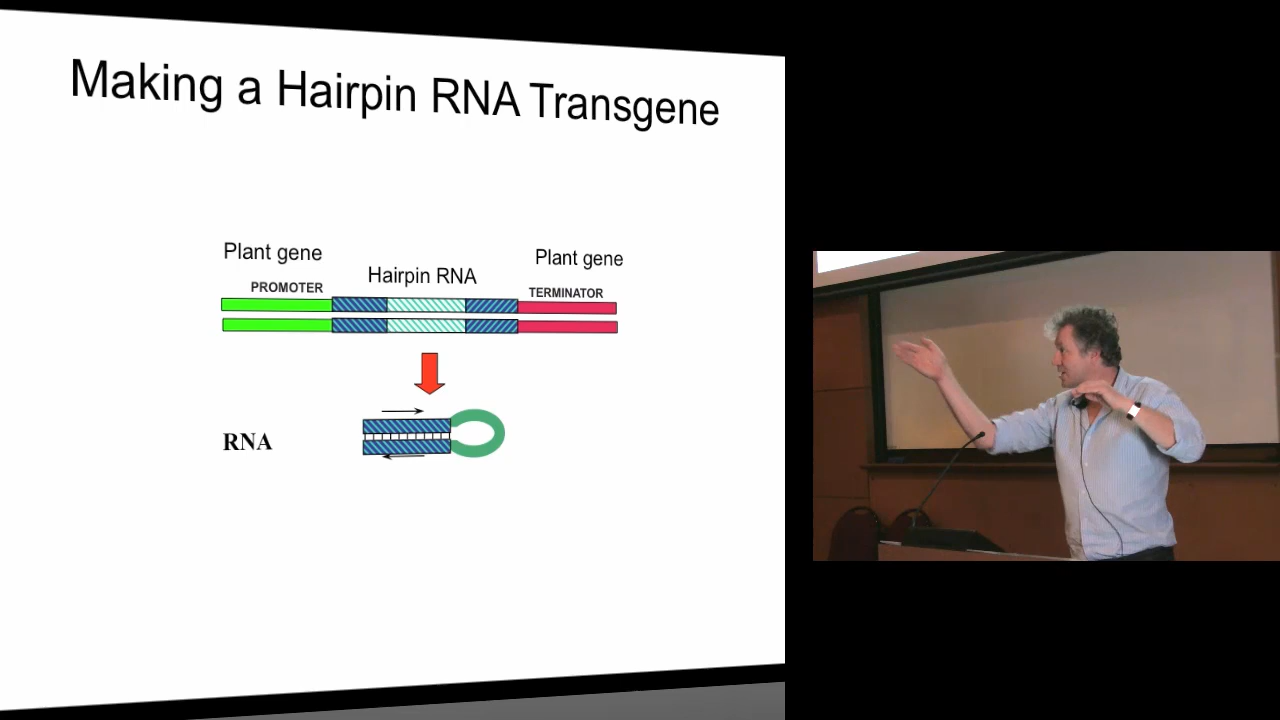 Making a Hairpin RNA Transgene
Plant gene
Hairpin RNA
Plant gene
PROMOTER
TERMINATOR
RNA